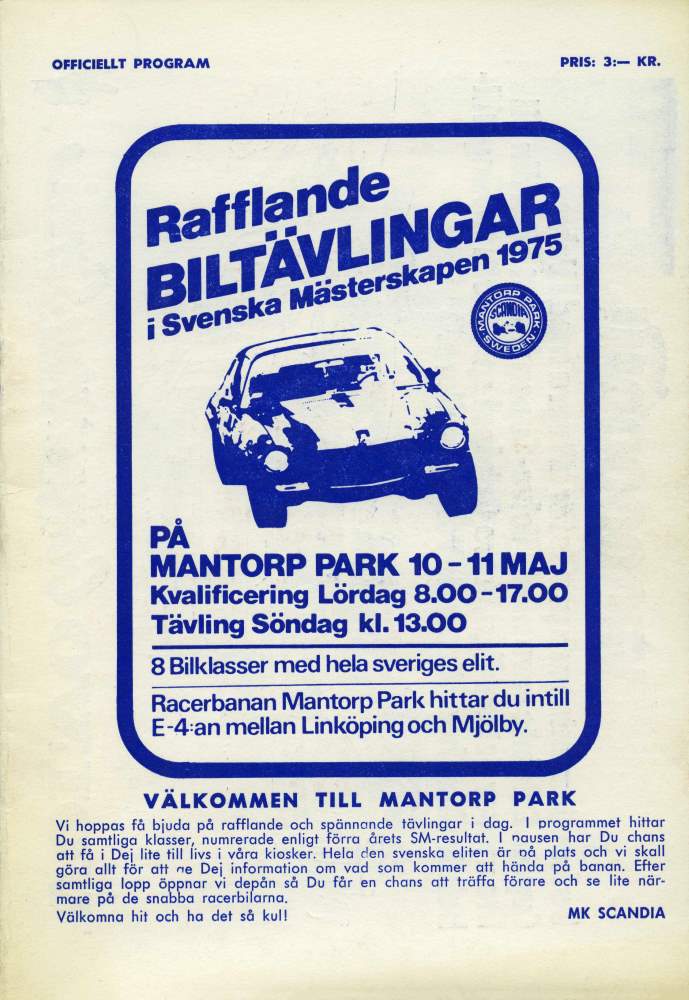 OFFICIELLT PROGRAM
PRIS: 3:— KR.
Rafflande
BILTÄVLINGAR
i Svenska Mästerskapen 1975
MANTORP PARK
SCANDIA
SWEDEN
PÅ
MANTORP PARK 10 – 11 MAJ
Kvalificering Lördag 8.00 – 17.00
Tävling Söndag kl. 13.00
8 Bilklasser med hela sveriges elit.
Racerbanan Mantorp Park hittar du intill
E-4:an mellan Linköping och Mjölby.
VÄLKOMMEN TILL MANTORP PARK
Vi hoppas få bjuda på rafflande och spännande tävlingar i dag. I programmet hittar
Du samtliga klasser, numrerade enligt förra årets SM-resultat. I pausen har Du chans
att få i Dej lite till livs i våra kiosker. Hela den svenska eliten är på plats och vi skall
göra allt för att ge Dej information om vad som kommer att hända på banan. Efter
samtliga lopp öppnar vi depån så Du får en chans att träffa förare och se lite när-
mare på de snabba racerbilarna.
Välkomna hit och ha det så kul!
MK SCANDIA